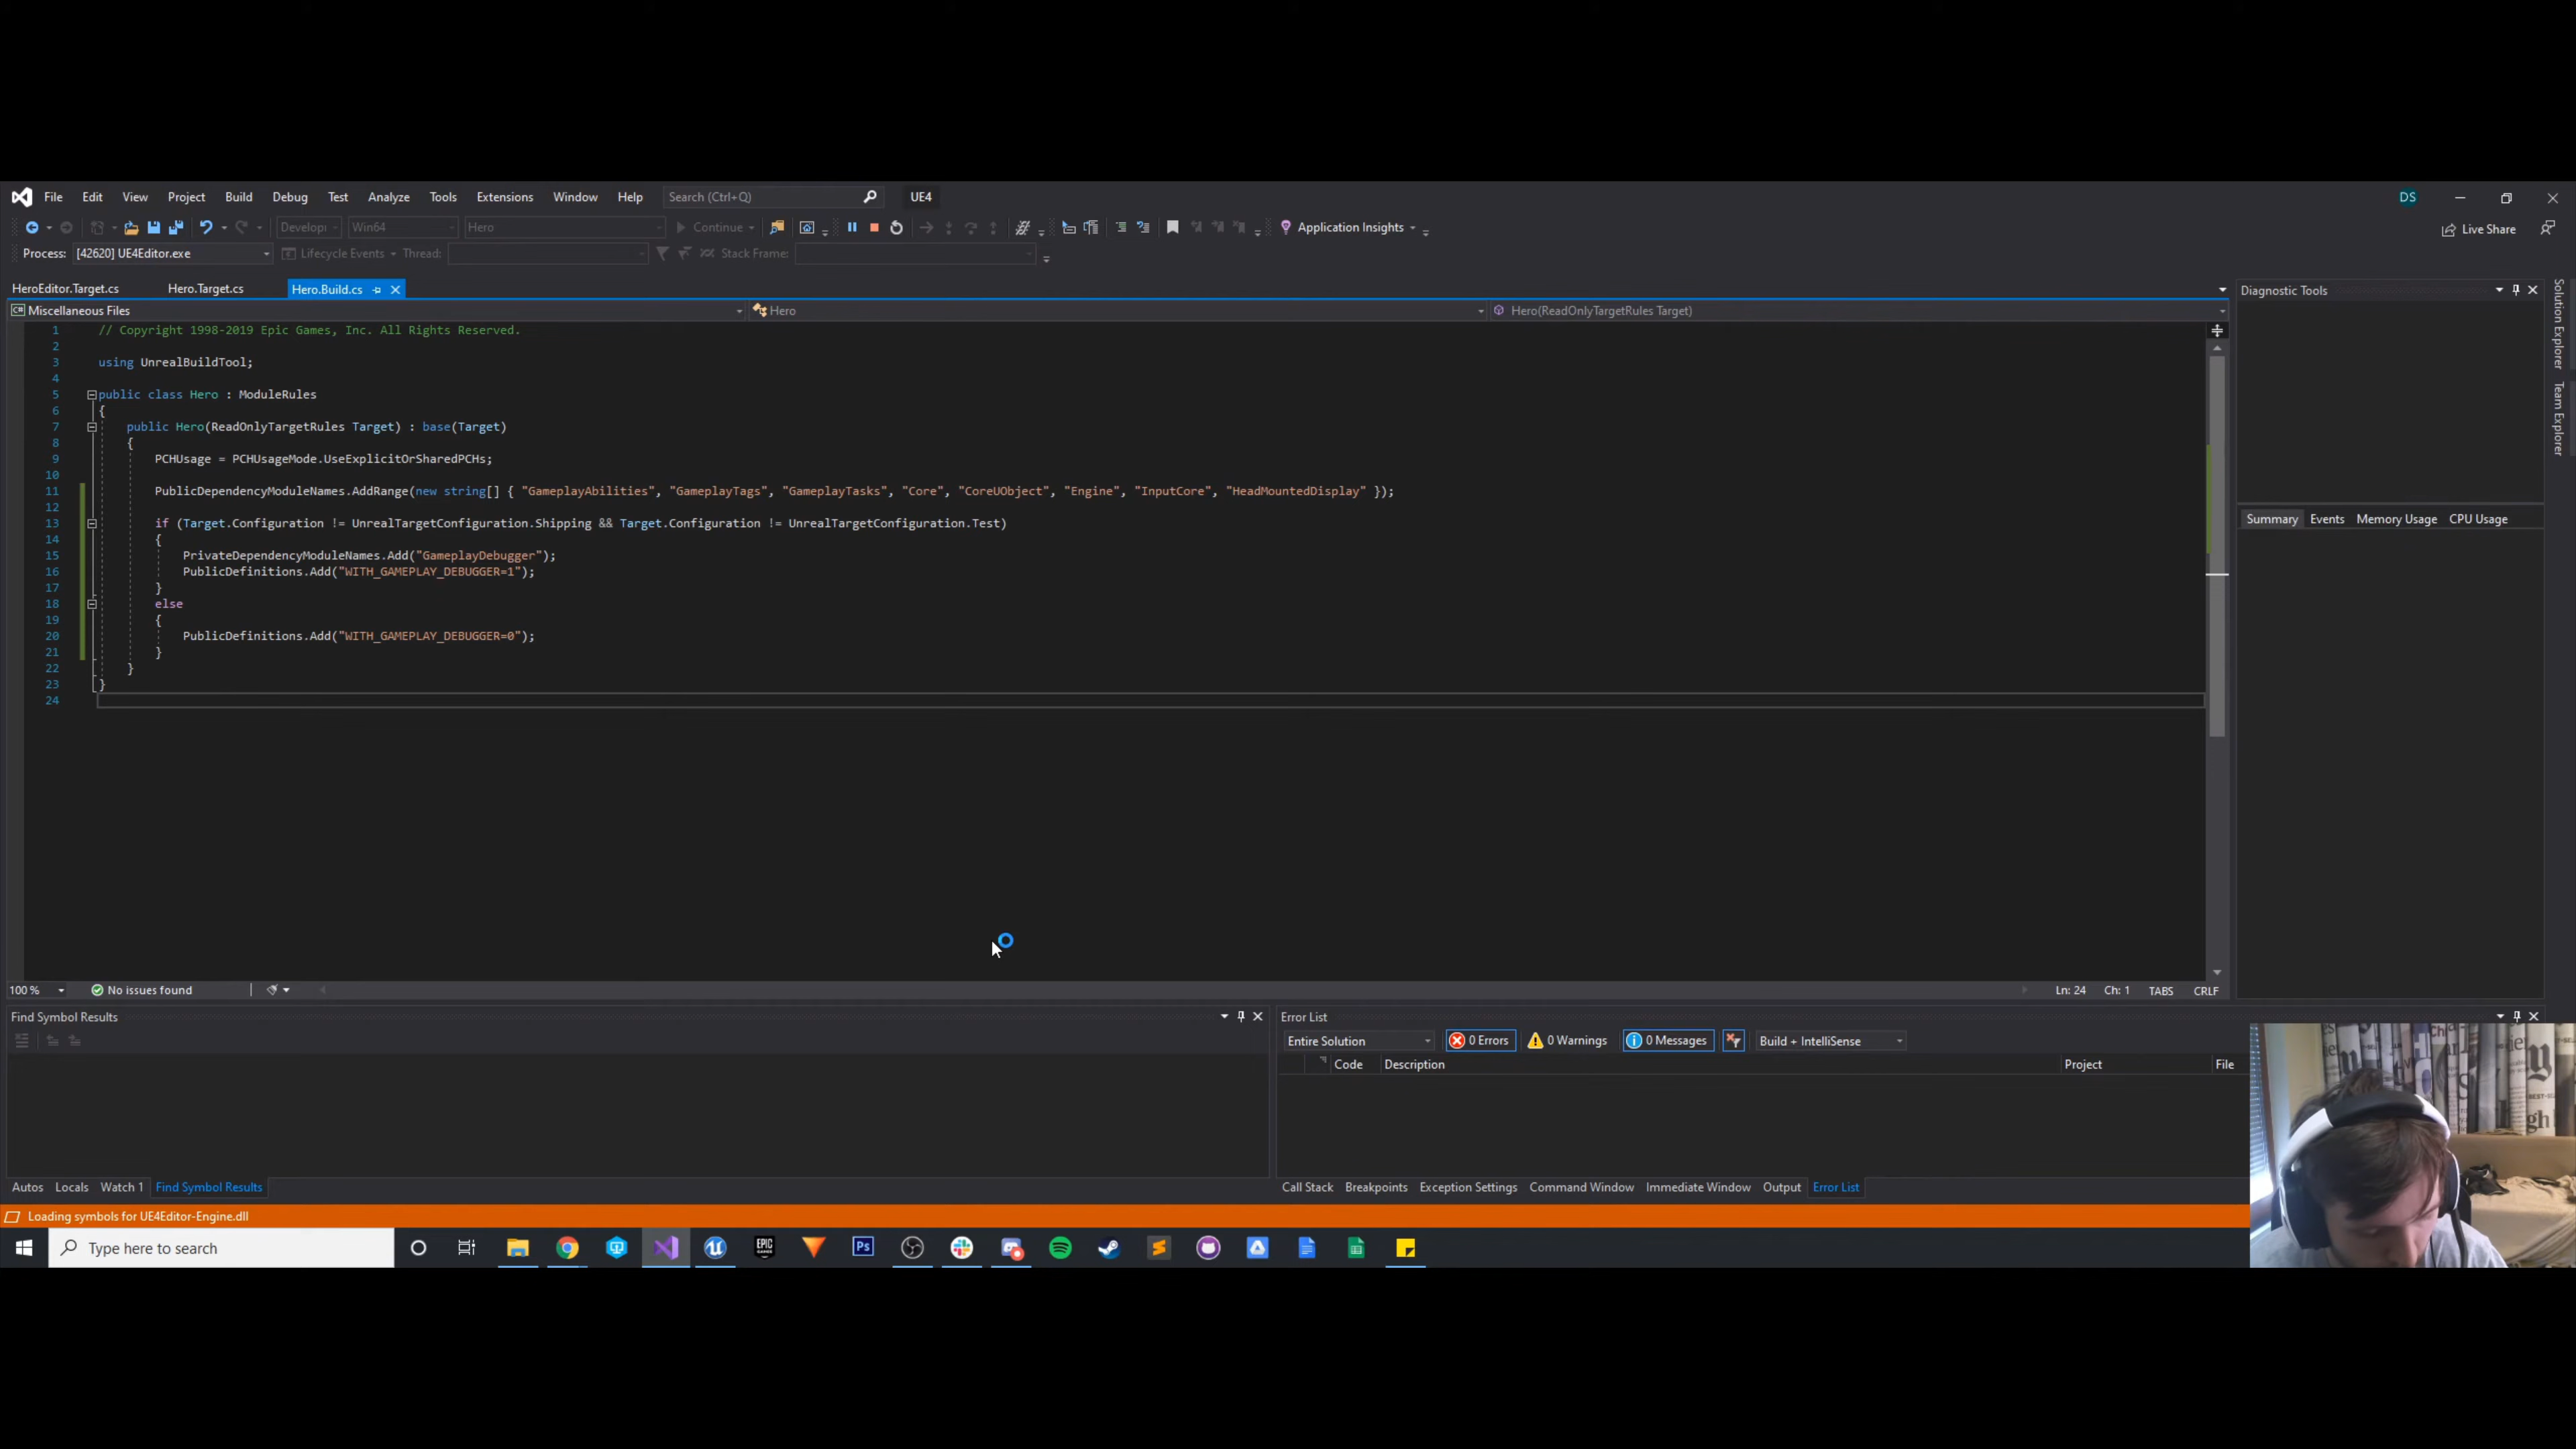 File Edit View Project Build Debug Test Analyze Tools Extensions Window Help Search (Ctrl+Q) UE4 DS
Develop Win64 Hero Continue Application Insights Live Share
Process: [42620] UE4Editor.exe Lifecycle Events Thread: Stack Frame:
HeroEditor.Target.cs Hero.Target.cs Hero.Build.cs
Miscellaneous Files Hero Hero(ReadOnlyTargetRules Target)
1 // Copyright 1998-2019 Epic Games, Inc. All Rights Reserved.
2
3 using UnrealBuildTool;
4
5 public class Hero : ModuleRules
6 {
7 public Hero(ReadOnlyTargetRules Target) : base(Target)
8 {
9 PCHUsage = PCHUsageMode.UseExplicitOrSharedPCHs;
10
11 PublicDependencyModuleNames.AddRange(new string[] { "GameplayAbilities", "GameplayTags", "GameplayTasks", "Core", "CoreUObject", "Engine", "InputCore", "HeadMountedDisplay" });
12
13 if (Target.Configuration != UnrealTargetConfiguration.Shipping && Target.Configuration != UnrealTargetConfiguration.Test)
14 {
15 PrivateDependencyModuleNames.Add("GameplayDebugger");
16 PublicDefinitions.Add("WITH_GAMEPLAY_DEBUGGER=1");
17 }
18 else
19 {
20 PublicDefinitions.Add("WITH_GAMEPLAY_DEBUGGER=0");
21 }
22 }
23 }
24
Diagnostic Tools
Summary Events Memory Usage CPU Usage
Solution Explorer
Team Explorer
100 % No issues found Ln: 24 Ch: 1 TABS CRLF
Find Symbol Results
Error List
Entire Solution 0 Errors 0 Warnings 0 Messages Build + IntelliSense
Code Description Project File
Autos Locals Watch 1 Find Symbol Results
Call Stack Breakpoints Exception Settings Command Window Immediate Window Output Error List
Loading symbols for UE4Editor-Engine.dll
Type here to search
EPIC GAMES
Ps